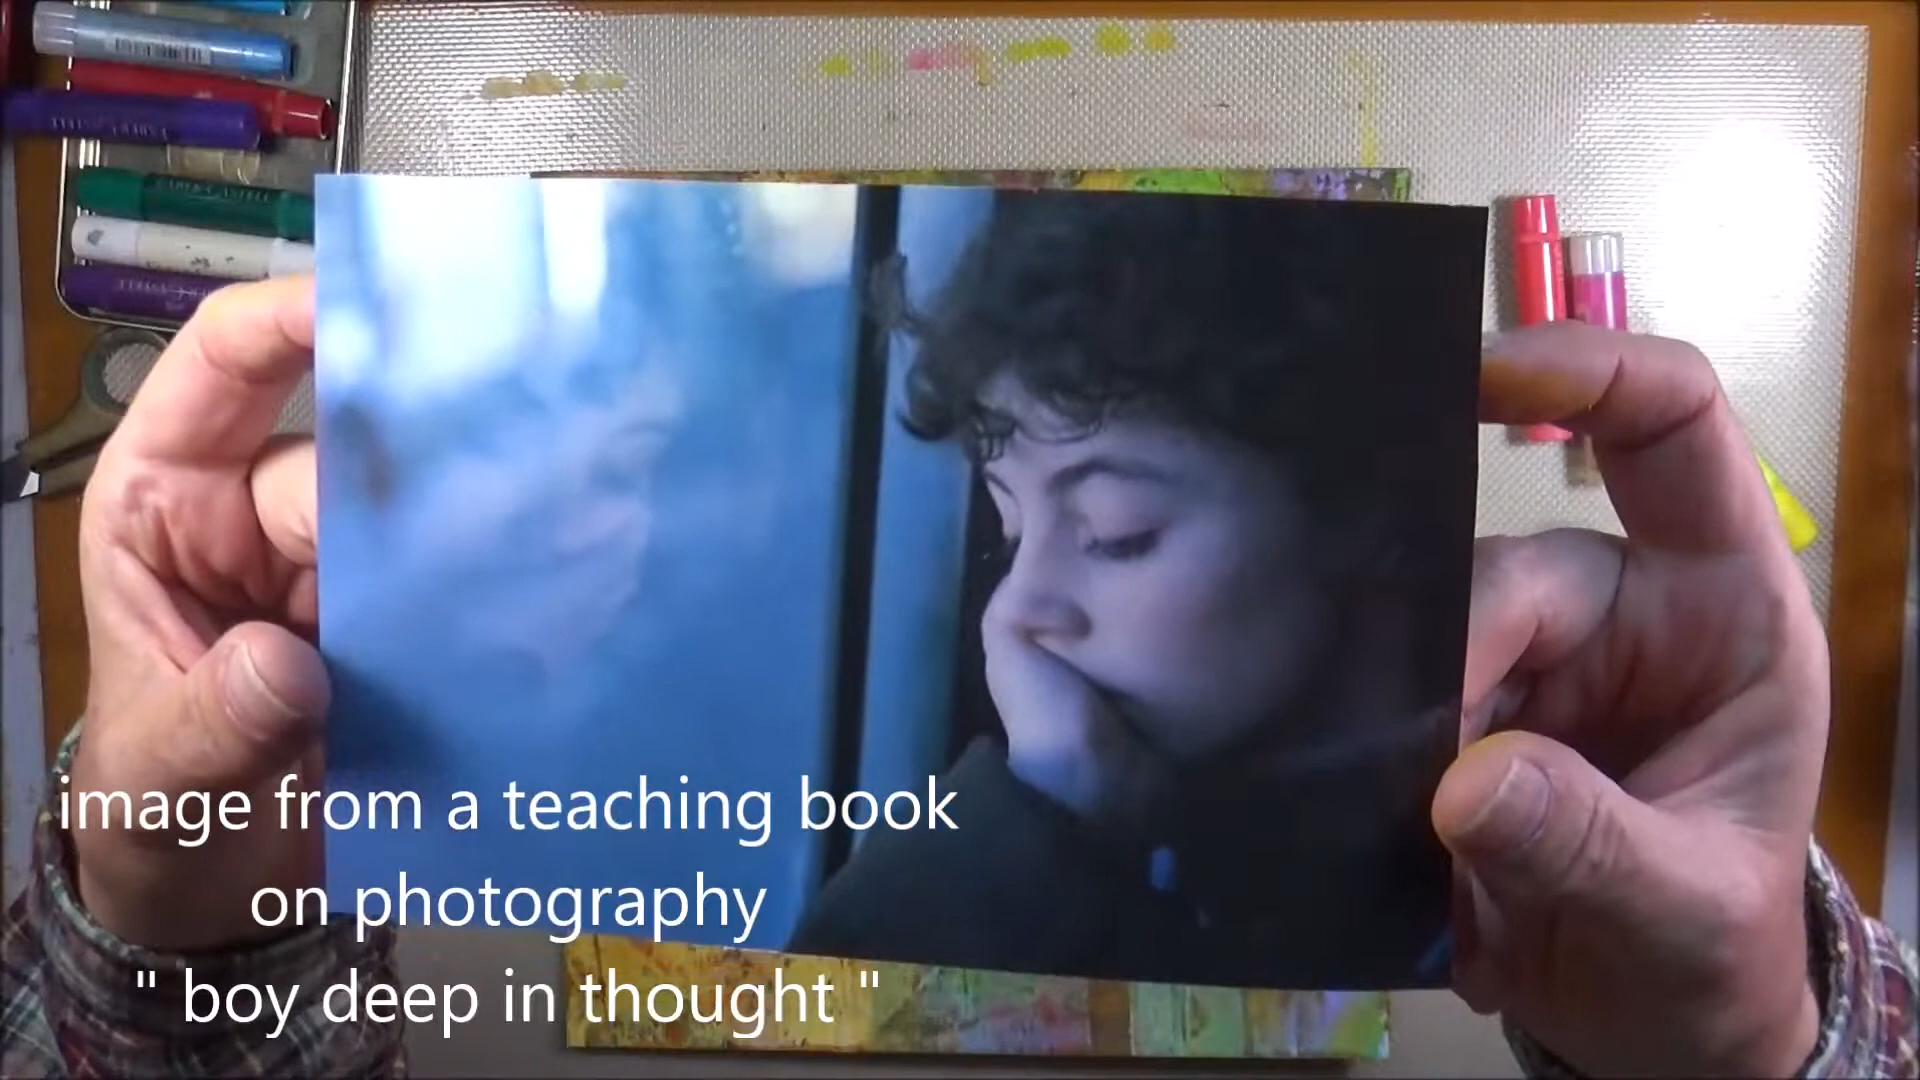 image from a teaching book
on photography
" boy deep in thought "